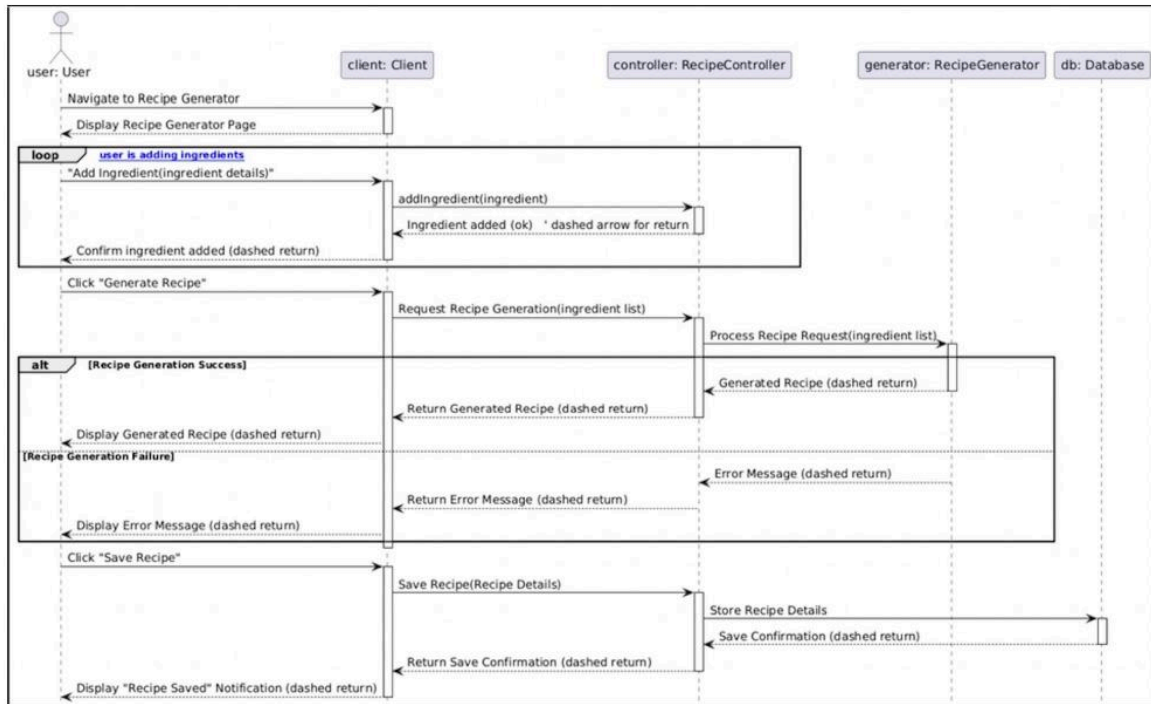 user: User
client: Client
controller: RecipeController
generator: RecipeGenerator
db: Database
Navigate to Recipe Generator
Display Recipe Generator Page
loop
user is adding ingredients
"Add Ingredient(ingredient details)"
addIngredient(ingredient)
Ingredient added (ok) ' dashed arrow for return
Confirm ingredient added (dashed return)
Click "Generate Recipe"
Request Recipe Generation(ingredient list)
Process Recipe Request(ingredient list)
alt
[Recipe Generation Success]
Generated Recipe (dashed return)
Return Generated Recipe (dashed return)
Display Generated Recipe (dashed return)
[Recipe Generation Failure]
Error Message (dashed return)
Return Error Message (dashed return)
Display Error Message (dashed return)
Click "Save Recipe"
Save Recipe(Recipe Details)
Store Recipe Details
Save Confirmation (dashed return)
Return Save Confirmation (dashed return)
Display "Recipe Saved" Notification (dashed return)